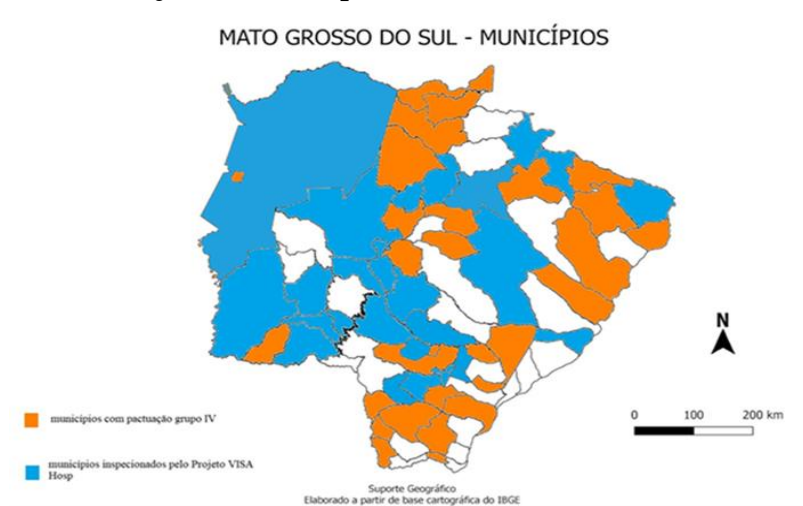 MATO GROSSO DO SUL - MUNICÍPIOS
N
0 100 200 km
municípios com pactuação grupo IV
municípios inspecionados pelo Projeto VISA
Hosp
Suporte Geográfico
Elaborado a partir de base cartográfica do IBGE